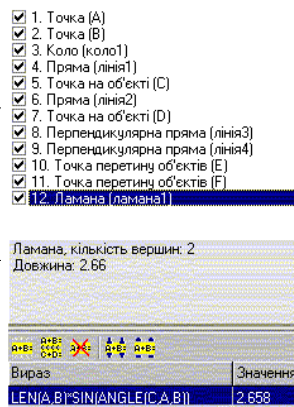 1. Точка (A)
2. Точка (B)
3. Коло (коло1)
4. Пряма (лінія1)
5. Точка на об'єкті (C)
6. Пряма (лінія2)
7. Точка на об'єкті (D)
8. Перпендикулярна пряма (лінія3)
9. Перпендикулярна пряма (лінія4)
10. Точка перетину об'єктів (E)
11. Точка перетину об'єктів (F)
12. Ламана (ламана1)
Ламана, кількість вершин: 2
Довжина: 2.66
Вираз Значення
LEN(A,B)*SIN(ANGLE(C,A,B)) 2.658